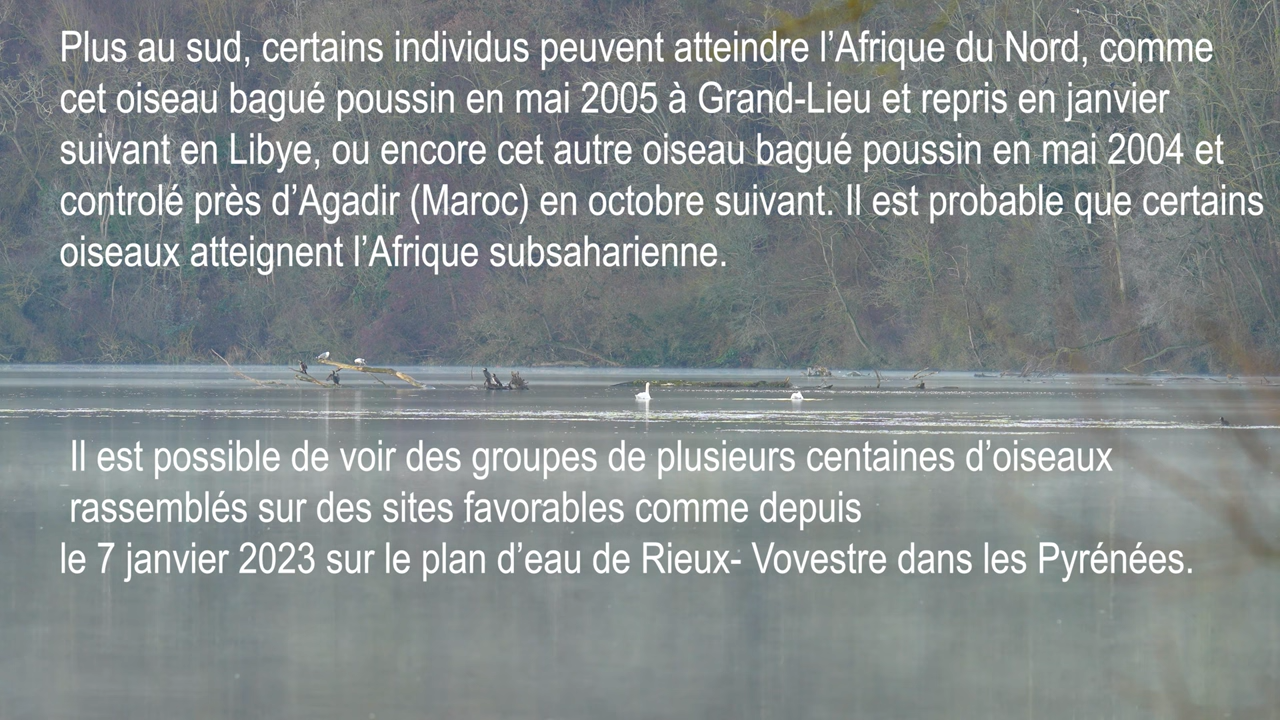 Plus au sud, certains individus peuvent atteindre l’Afrique du Nord, comme
cet oiseau bagué poussin en mai 2005 à Grand-Lieu et repris en janvier
suivant en Libye, ou encore cet autre oiseau bagué poussin en mai 2004 et
controlé près d’Agadir (Maroc) en octobre suivant. Il est probable que certains
oiseaux atteignent l’Afrique subsaharienne.
Il est possible de voir des groupes de plusieurs centaines d’oiseaux
rassemblés sur des sites favorables comme depuis
le 7 janvier 2023 sur le plan d’eau de Rieux- Vovestre dans les Pyrénées.